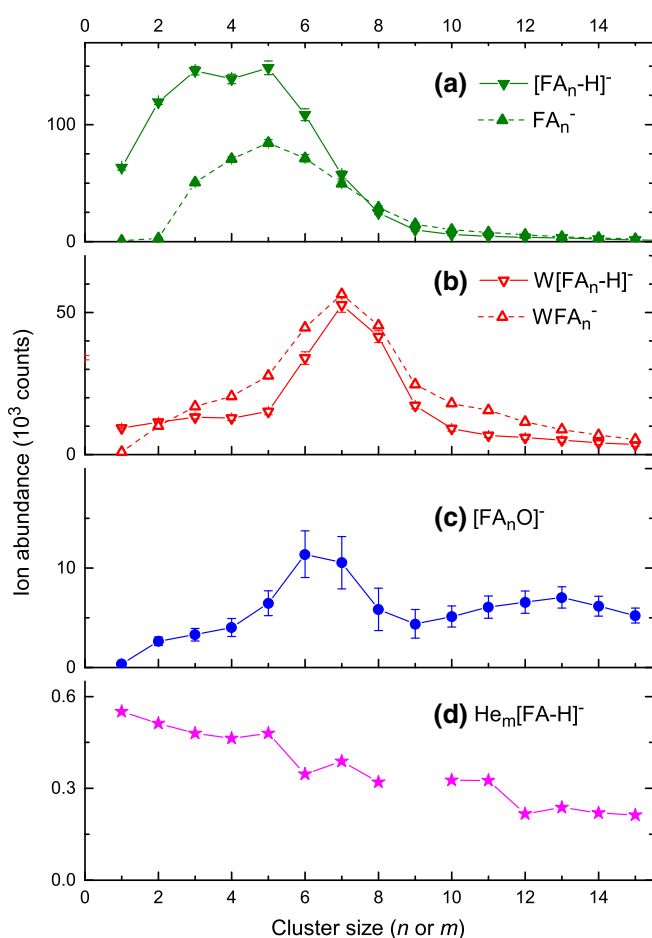 0 2 4 6 8 10 12 14
100
0
(a) [FAₙ-H]⁻
FAₙ⁻
50
0
(b) W[FAₙ-H]⁻
WFAₙ⁻
10
0
(c) [FAₙO]⁻
0.6
0.3
0.0
(d) Heₘ[FA-H]⁻
0 2 4 6 8 10 12 14
Cluster size (n or m)
Ion abundance (10³ counts)